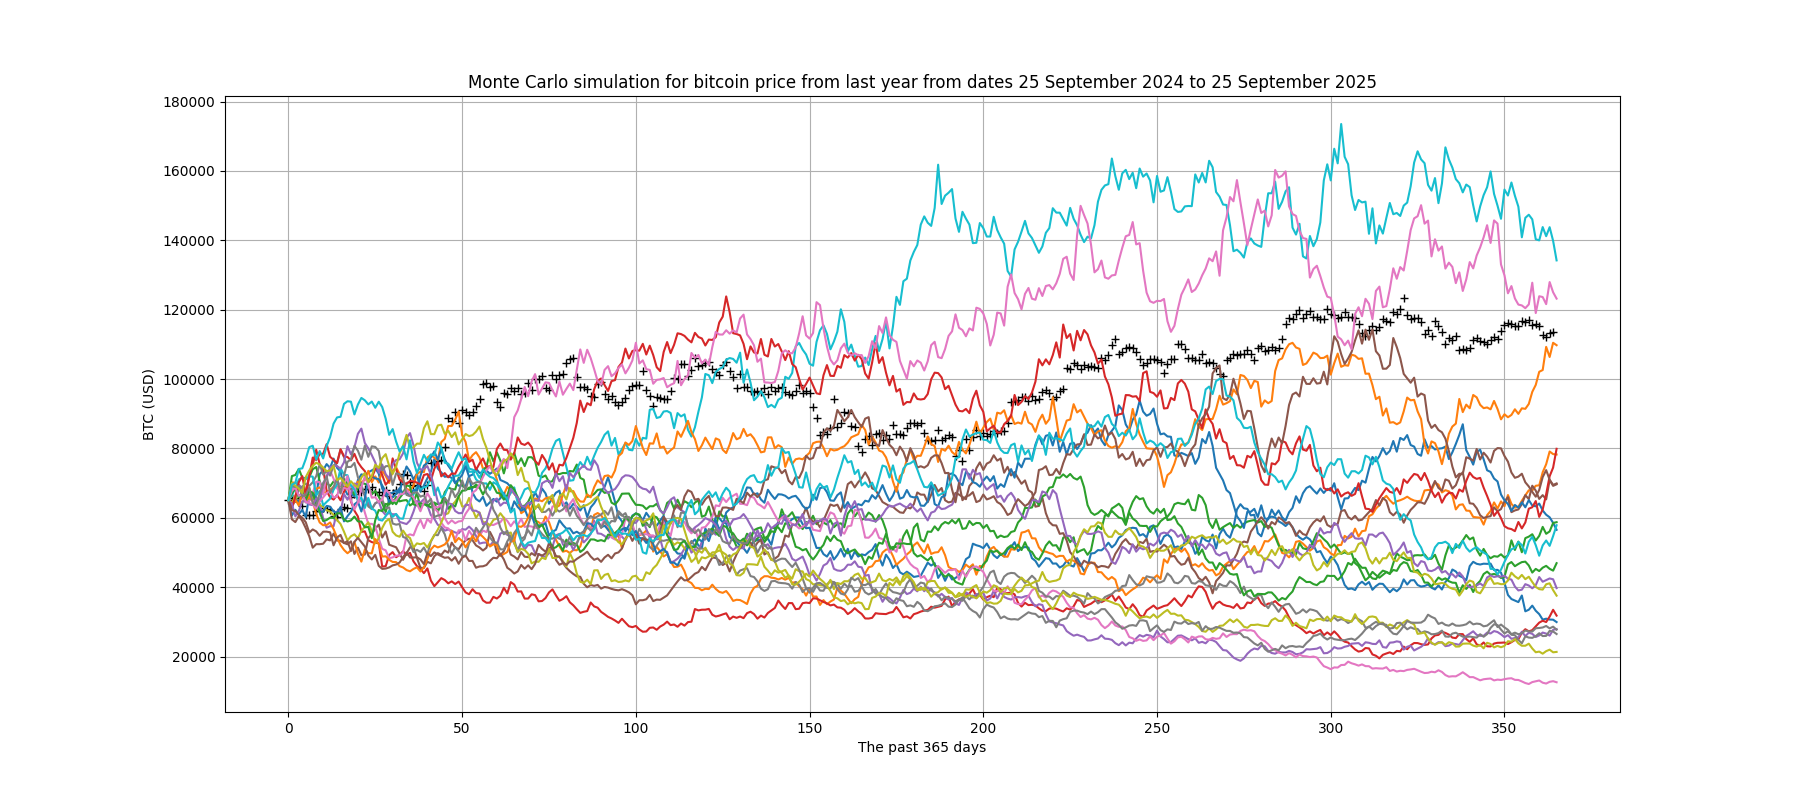 Monte Carlo simulation for bitcoin price from last year from dates 25 September 2024 to 25 September 2025
180000
160000
140000
120000
100000
80000
60000
40000
20000
BTC (USD)
0 50 100 150 200 250 300 350
The past 365 days